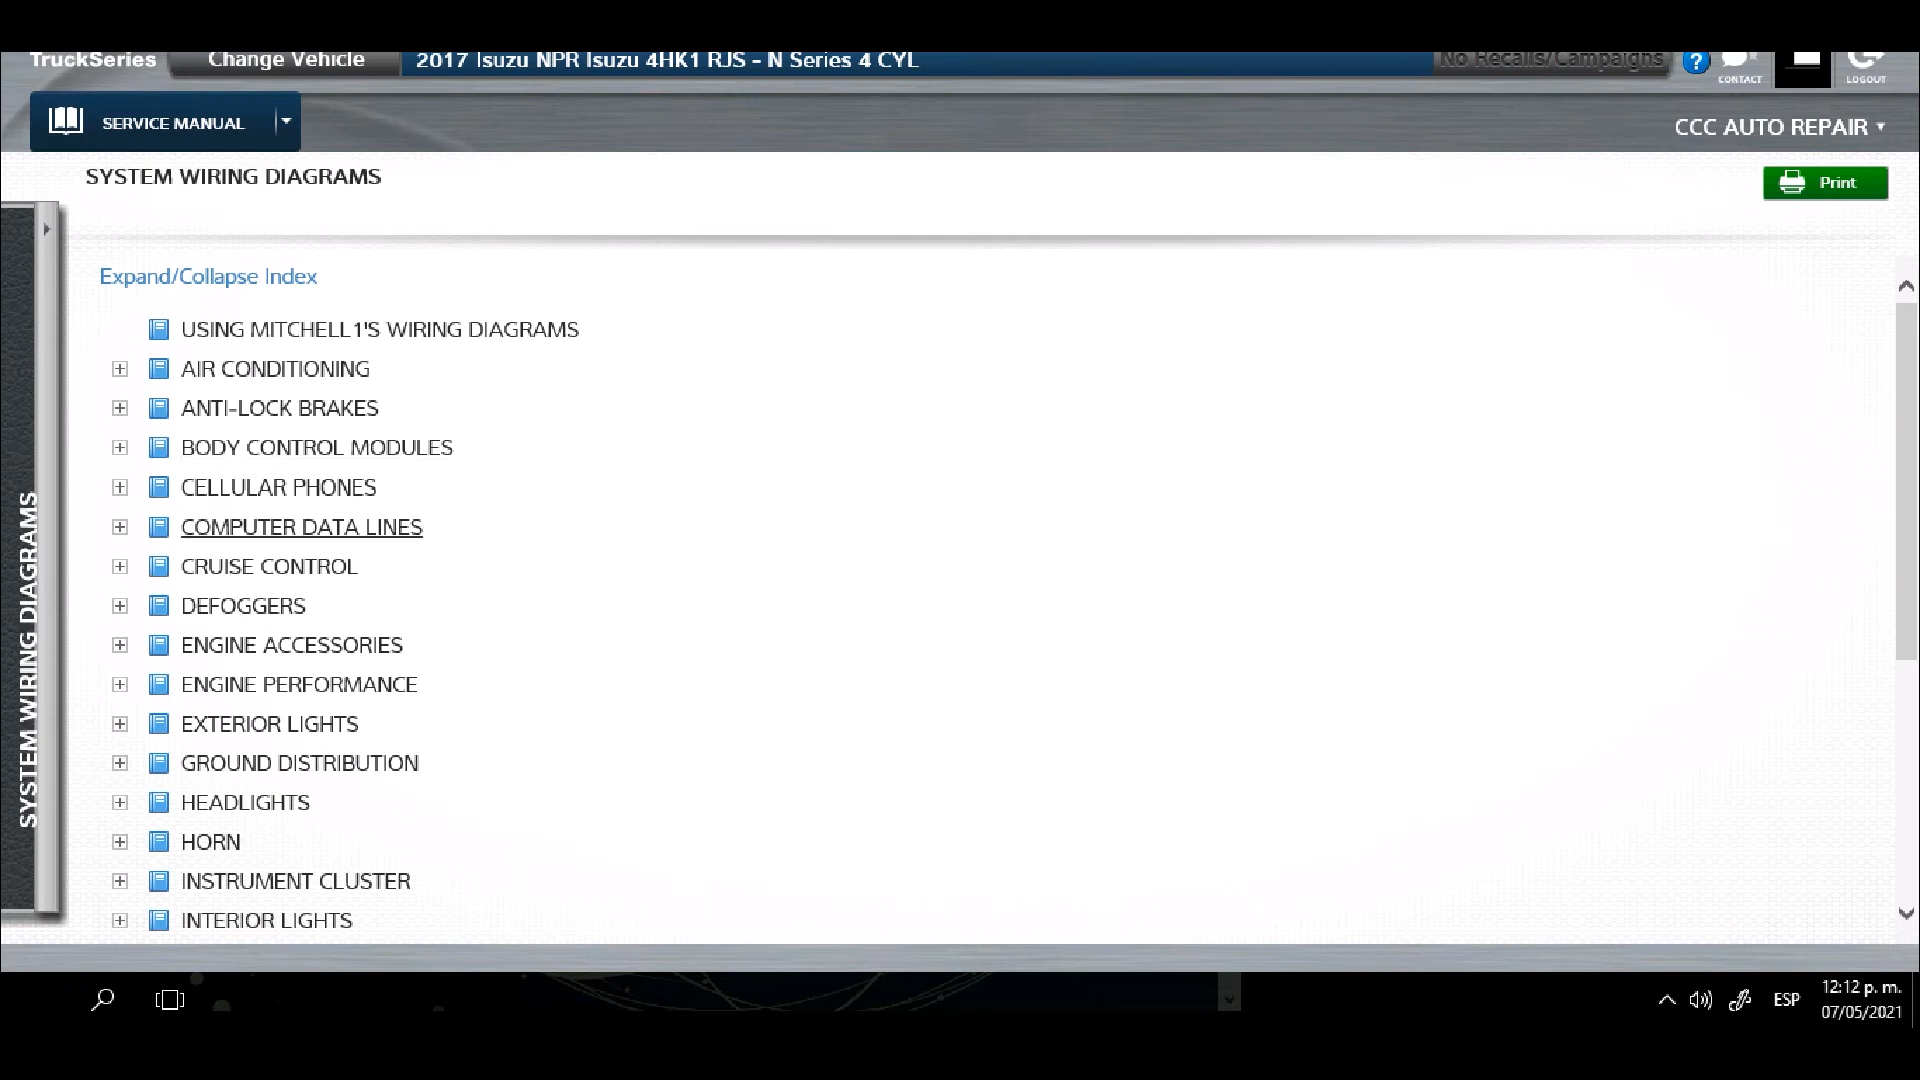 TruckSeries Change Vehicle 2017 Isuzu NPR Isuzu 4HK1 RJS - N Series 4 CYL No Recalls/Campaigns ? CONTACT LOGOUT
SERVICE MANUAL CCC AUTO REPAIR
SYSTEM WIRING DIAGRAMS
Print
Expand/Collapse Index
USING MITCHELL1'S WIRING DIAGRAMS
AIR CONDITIONING
ANTI-LOCK BRAKES
BODY CONTROL MODULES
CELLULAR PHONES
COMPUTER DATA LINES
CRUISE CONTROL
DEFOGGERS
ENGINE ACCESSORIES
ENGINE PERFORMANCE
EXTERIOR LIGHTS
GROUND DISTRIBUTION
HEADLIGHTS
HORN
INSTRUMENT CLUSTER
INTERIOR LIGHTS
SYSTEM WIRING DIAGRAMS
ESP
12:12 p. m.
07/05/2021